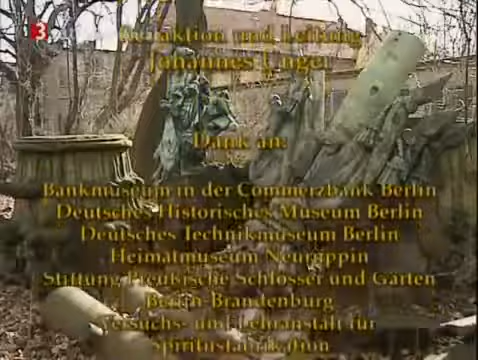 3
Redaktion und Leitung
Johannes Unger
Dank an:
Bankmuseum in der Commerzbank Berlin
Deutsches Historisches Museum Berlin
Deutsches Technikmuseum Berlin
Heimatmuseum Neuruppin
Stiftung Preußische Schlösser und Gärten
Berlin-Brandenburg
Versuchs- und Lehranstalt für
Spiritusfabrikation